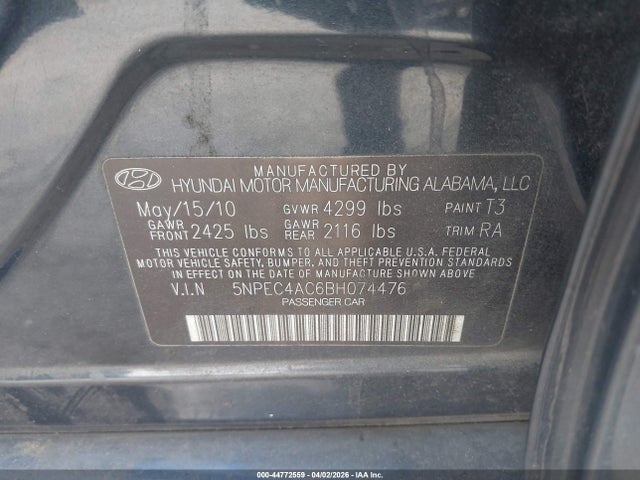 MANUFACTURED BY
HYUNDAI MOTOR MANUFACTURING ALABAMA, LLC
May/15/10 GVWR 4299 lbs PAINT T3
GAWR FRONT 2425 lbs GAWR REAR 2116 lbs TRIM RA
THIS VEHICLE CONFORMS TO ALL APPLICABLE U.S.A. FEDERAL
MOTOR VEHICLE SAFETY, BUMPER, AND THEFT PREVENTION STANDARDS
IN EFFECT ON THE DATE OF MANUFACTURE SHOWN ABOVE.
V.I.N 5NPEC4AC6BH074476
PASSENGER CAR
000-44772559 | 04/02/2026 - IAA Inc.